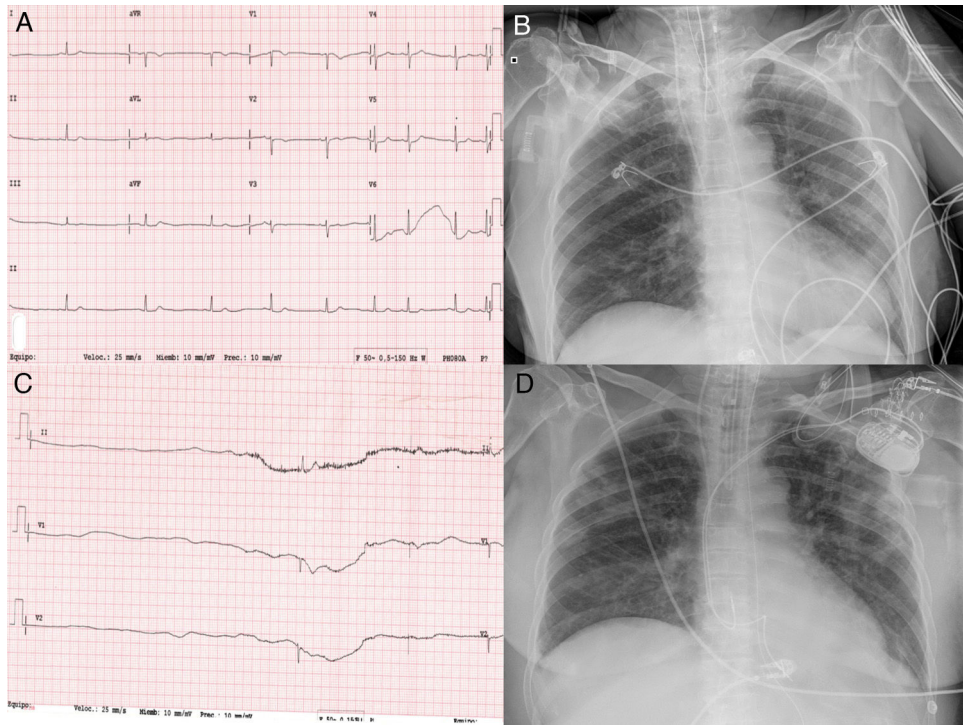 A
I
aVR
V1
V4
II
aVL
V2
V5
III
aVF
V3
V6
II
Equipo:
Veloc.: 25 mm/s
Miemb: 10 mm/mV
Prec.: 10 mm/mV
F 50~ 0,5-150 Hz W
PH080A
P?
B
C
II
V1
V1
V2
V2
Equipo:
Veloc.: 25 mm/s
Miemb: 10 mm/mV
Prec.: 10 mm/mV
D